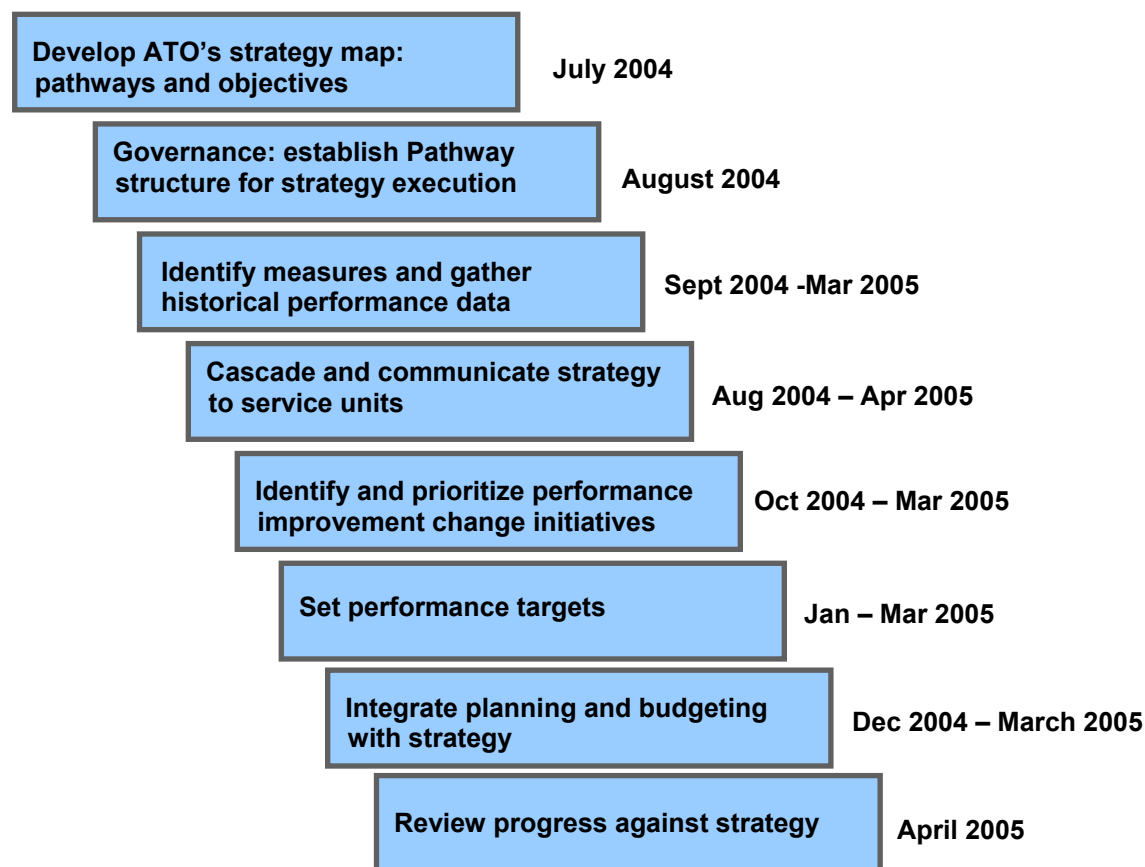 Develop ATO’s strategy map:
pathways and objectives
July 2004
Governance: establish Pathway
structure for strategy execution
August 2004
Identify measures and gather
historical performance data
Sept 2004 -Mar 2005
Cascade and communicate strategy
to service units
Aug 2004 – Apr 2005
Identify and prioritize performance
improvement change initiatives
Oct 2004 – Mar 2005
Set performance targets
Jan – Mar 2005
Integrate planning and budgeting
with strategy
Dec 2004 – March 2005
Review progress against strategy
April 2005